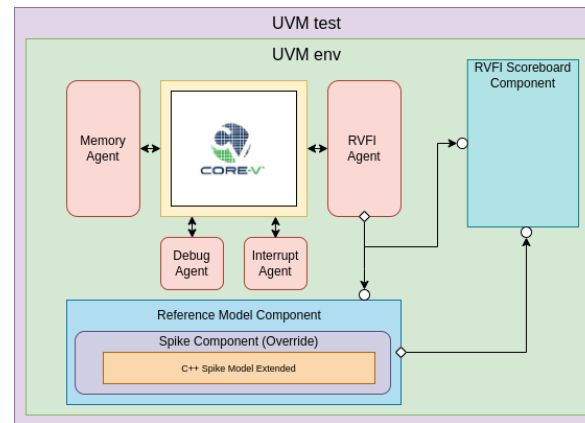 UVM test
UVM env
RVFI Scoreboard
Component
Memory
Agent
CORE-V
RVFI
Agent
Debug
Agent
Interrupt
Agent
Reference Model Component
Spike Component (Override)
C++ Spike Model Extended